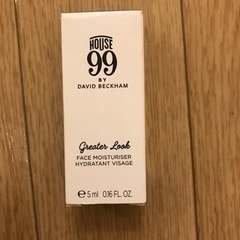 HOUSE
99
BY
DAVID BECKHAM
Greater Look
FACE MOISTURISER
HYDRATANT VISAGE
℮ 5 ml 0.16 FL. OZ.